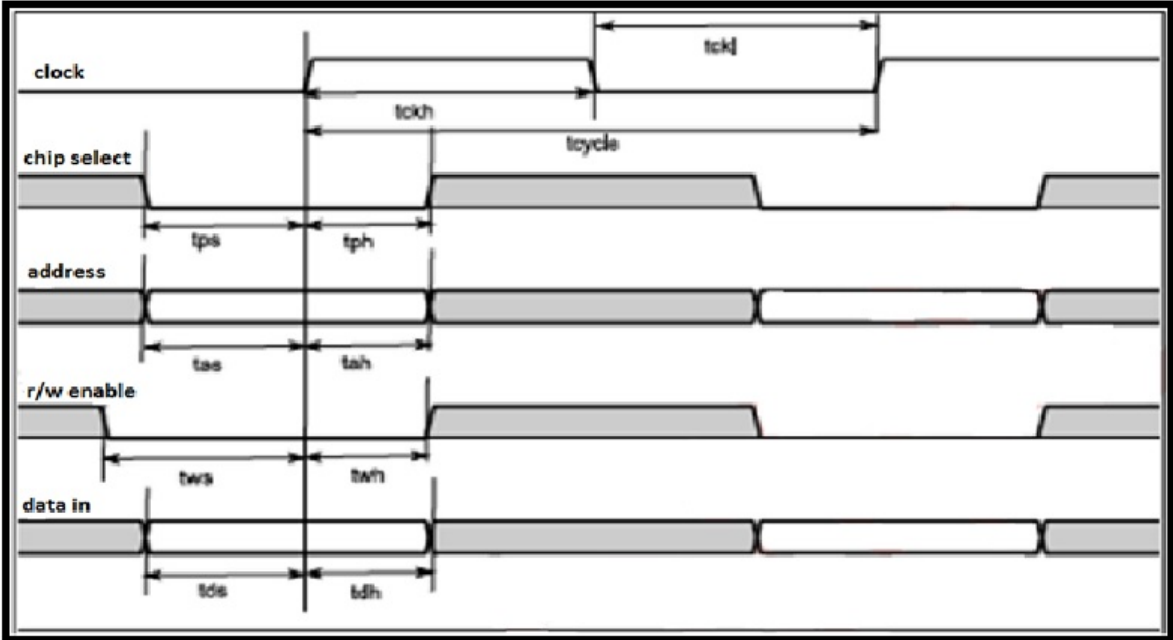 tckl
clock
tckh
tcycle
chip select
tps tph
address
tas tah
r/w enable
tws twh
data in
tds tdh